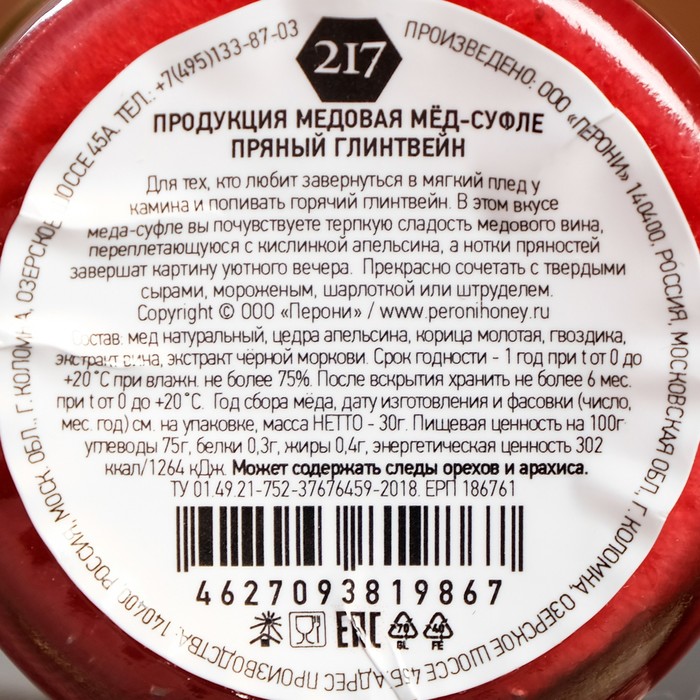 217
ПРОИЗВЕДЕНО: ООО «ПЕРОНИ» 140400, РОССИЯ, МОСКОВСКАЯ ОБЛ., Г. КОЛОМНА, ОЗЕРСКОЕ ШОССЕ 45Б АДРЕС ПРОИЗВОДСТВА: 140400, РОССИЯ, МОСК. ОБЛ., Г. КОЛОМНА, ОЗЕРСКОЕ ШОССЕ 45А. ТЕЛ.: +7(495)133-87-03
ПРОДУКЦИЯ МЕДОВАЯ МЁД-СУФЛЕ
ПРЯНЫЙ ГЛИНТВЕЙН
Для тех, кто любит завернуться в мягкий плед у
камина и попивать горячий глинтвейн. В этом вкусе
меда-суфле вы почувствуете терпкую сладость медового вина,
переплетающуюся с кислинкой апельсина, а нотки пряностей
завершат картину уютного вечера. Прекрасно сочетать с твердыми
сырами, мороженым, шарлоткой или штруделем.
Copyright © ООО «Перони» / www.peronihoney.ru
Состав: мед натуральный, цедра апельсина, корица молотая, гвоздика,
экстракт вина, экстракт чёрной моркови. Срок годности - 1 год при t от 0 до
+20˚С при влажн. не более 75%. После вскрытия хранить не более 6 мес.
при t от 0 до +20˚С. Год сбора мёда, дату изготовления и фасовки (число,
мес. год) см. на упаковке, масса НЕТТО - 30г. Пищевая ценность на 100г
углеводы 75г, белки 0,3г, жиры 0,4г, энергетическая ценность 302
ккал/1264 кДж. Может содержать следы орехов и арахиса.
ТУ 01.49.21-752-37676459-2018. ЕРП 186761
4627093819867
EAC 70 GL 40 FE